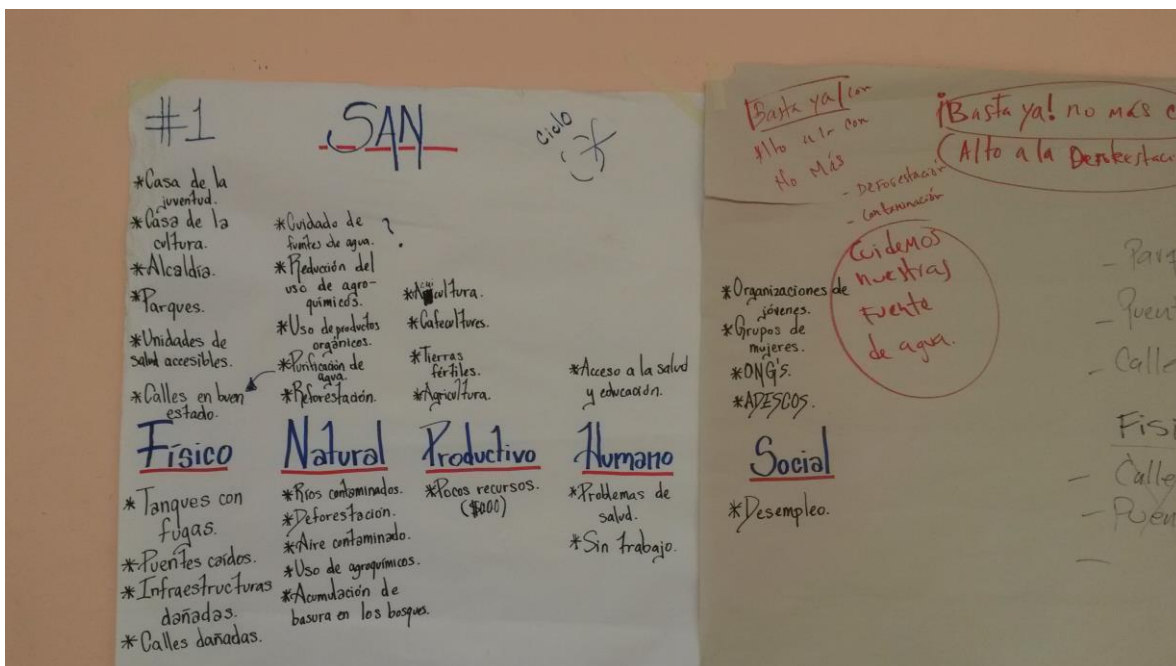 #1
SAN
Ciclo
*Casa de la
juventud.
*Casa de la
cultura.
*Alcaldía.
*Parques.
*Unidades de
salud accesibles.
*Calles en buen
estado.
*Cuidado de
fuentes de agua. ?
*Reducción del
uso de agro-
químicos.
*Uso de productos
orgánicos.
*Purificación de
agua.
*Reforestación.
*Acuicultura.
*Cafecultores.
*Tierras
fértiles.
*Agricultura.
*Acceso a la salud
y educación.
*Organizaciones de
jóvenes.
*Grupos de
mujeres.
*ONG'S.
*ADESCOS.
Físico
Natural
Productivo
Humano
Social
*Tanques con
fugas.
*Puentes caídos.
*Infraestructuras
dañadas.
*Calles dañadas.
*Ríos contaminados.
*Deforestación.
*Aire contaminado.
*Uso de agroquímicos.
*Acumulación de
basura en los bosques.
*Pocos recursos.
*Problemas de
salud.
*Sin trabajo.
*Desempleo.
¡Basta ya! con
Alto a la con
No Más
- Deforestación
- contaminación
¡Basta ya! no más c
Alto a la
Cuidemos
nuestras
Fuente
de agua.
- Parq
- Puent
- Calle
Físi
- Calle
- Puen